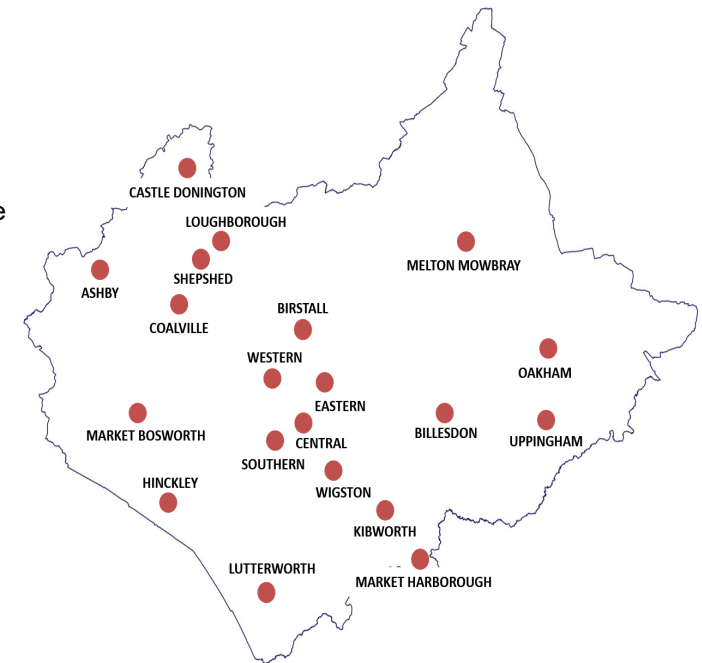 CASTLE DONINGTON
e
LOUGHBOROUGH
MELTON MOWBRAY
SHEPSHED
ASHBY
BIRSTALL
COALVILLE
WESTERN
OAKHAM
EASTERN
MARKET BOSWORTH
CENTRAL
BILLESDON
UPPINGHAM
SOUTHERN
HINCKLEY
WIGSTON
KIBWORTH
LUTTERWORTH
MARKET HARBOROUGH